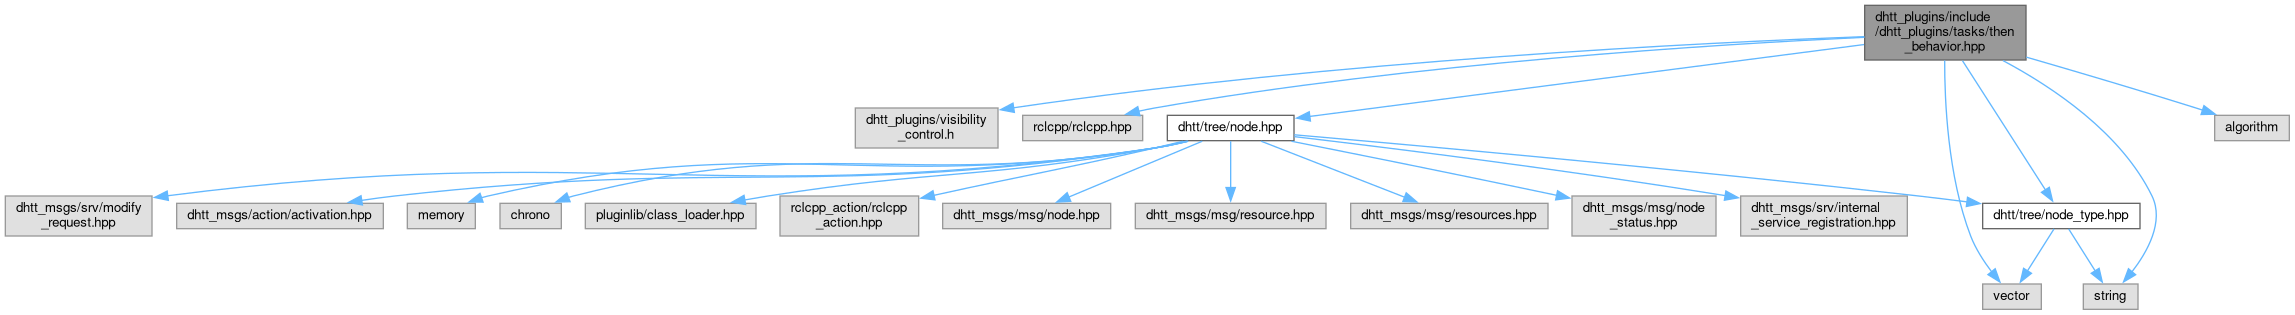 dhtt_plugins/include
/dhtt_plugins/tasks/then
_behavior.hpp
dhtt_plugins/visibility
_control.h
rclcpp/rclcpp.hpp
dhtt/tree/node.hpp
algorithm
dhtt_msgs/srv/modify
_request.hpp
dhtt_msgs/action/activation.hpp
memory
chrono
pluginlib/class_loader.hpp
rclcpp_action/rclcpp
_action.hpp
dhtt_msgs/msg/node.hpp
dhtt_msgs/msg/resource.hpp
dhtt_msgs/msg/resources.hpp
dhtt_msgs/msg/node
_status.hpp
dhtt_msgs/srv/internal
_service_registration.hpp
dhtt/tree/node_type.hpp
vector
string